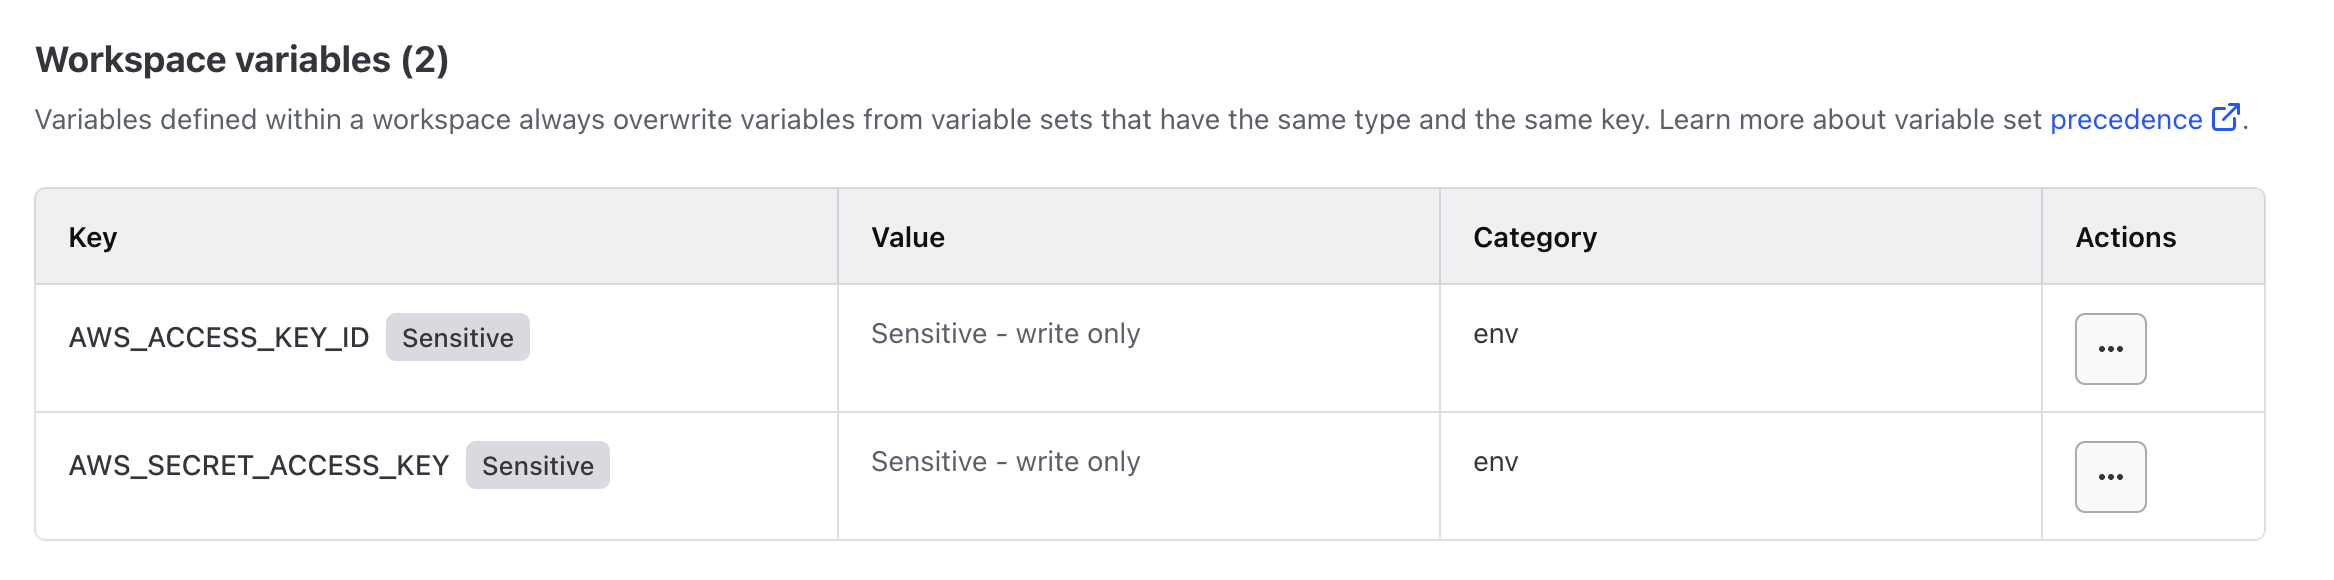 Workspace variables (2)
Variables defined within a workspace always overwrite variables from variable sets that have the same type and the same key. Learn more about variable set precedence.
Key Value Category Actions
AWS_ACCESS_KEY_ID Sensitive Sensitive - write only env
AWS_SECRET_ACCESS_KEY Sensitive Sensitive - write only env